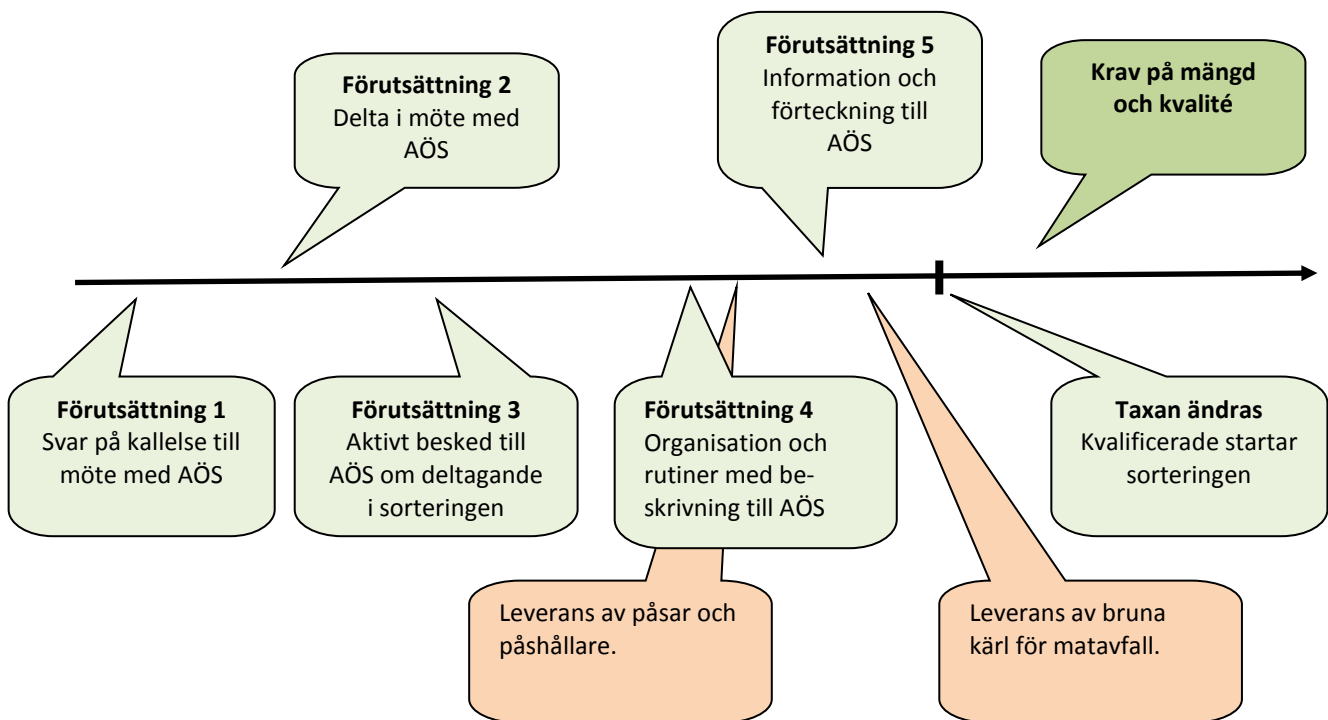 Förutsättning 5
Information och
förteckning till
AÖS
Krav på mängd
och kvalité
Förutsättning 2
Delta i möte med
AÖS
Förutsättning 1
Svar på kallelse till
möte med AÖS
Förutsättning 3
Aktivt besked till
AÖS om deltagande
i sorteringen
Förutsättning 4
Organisation och
rutiner med be-
skrivning till AÖS
Taxan ändras
Kvalificerade startar
sorteringen
Leverans av påsar och
påshållare.
Leverans av bruna
kärl för matavfall.